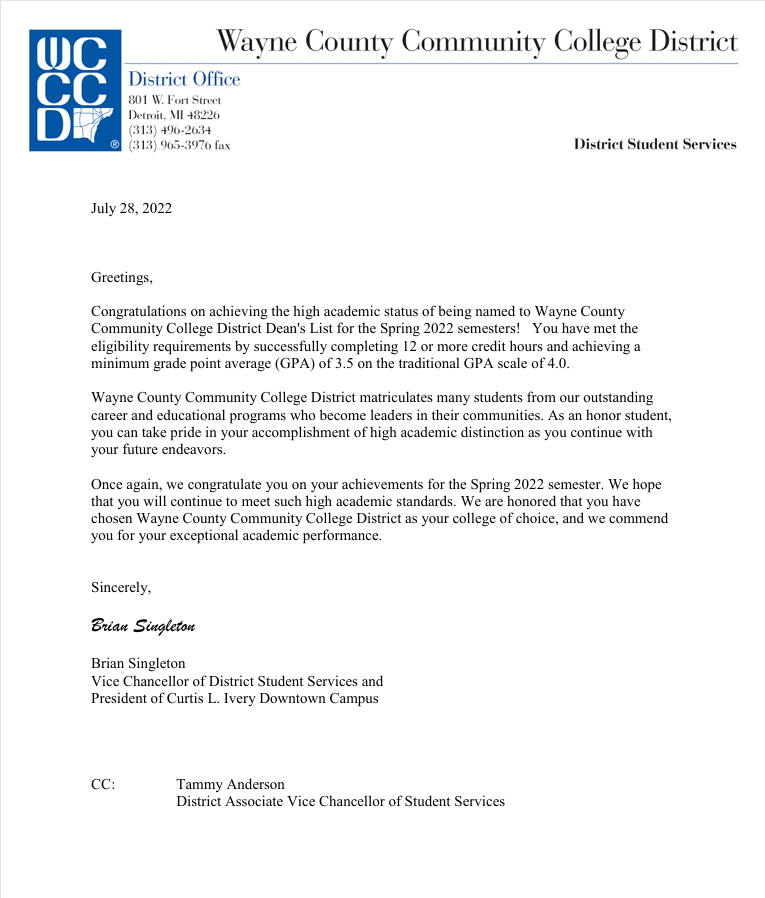 WC
CC
D
®
Wayne County Community College District
District Office
801 W. Fort Street
Detroit, MI 48226
(313) 496-2634
(313) 965-3976 fax
District Student Services
July 28, 2022
Greetings,
Congratulations on achieving the high academic status of being named to Wayne County
Community College District Dean's List for the Spring 2022 semesters!   You have met the
eligibility requirements by successfully completing 12 or more credit hours and achieving a
minimum grade point average (GPA) of 3.5 on the traditional GPA scale of 4.0.
Wayne County Community College District matriculates many students from our outstanding
career and educational programs who become leaders in their communities. As an honor student,
you can take pride in your accomplishment of high academic distinction as you continue with
your future endeavors.
Once again, we congratulate you on your achievements for the Spring 2022 semester. We hope
that you will continue to meet such high academic standards. We are honored that you have
chosen Wayne County Community College District as your college of choice, and we commend
you for your exceptional academic performance.
Sincerely,
Brian Singleton
Brian Singleton
Vice Chancellor of District Student Services and
President of Curtis L. Ivery Downtown Campus
CC: Tammy Anderson
District Associate Vice Chancellor of Student Services